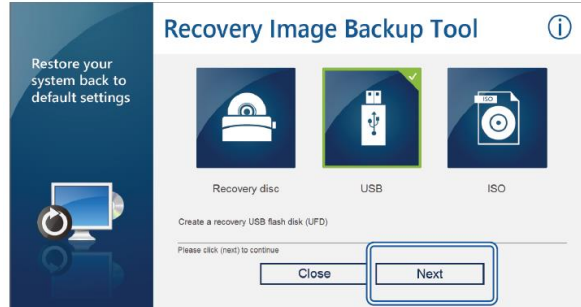 Recovery Image Backup Tool
Restore your
system back to
default settings
ISO
Recovery disc
USB
ISO
Create a recovery USB flash disk (UFD)
Please click (next) to continue
Close
Next